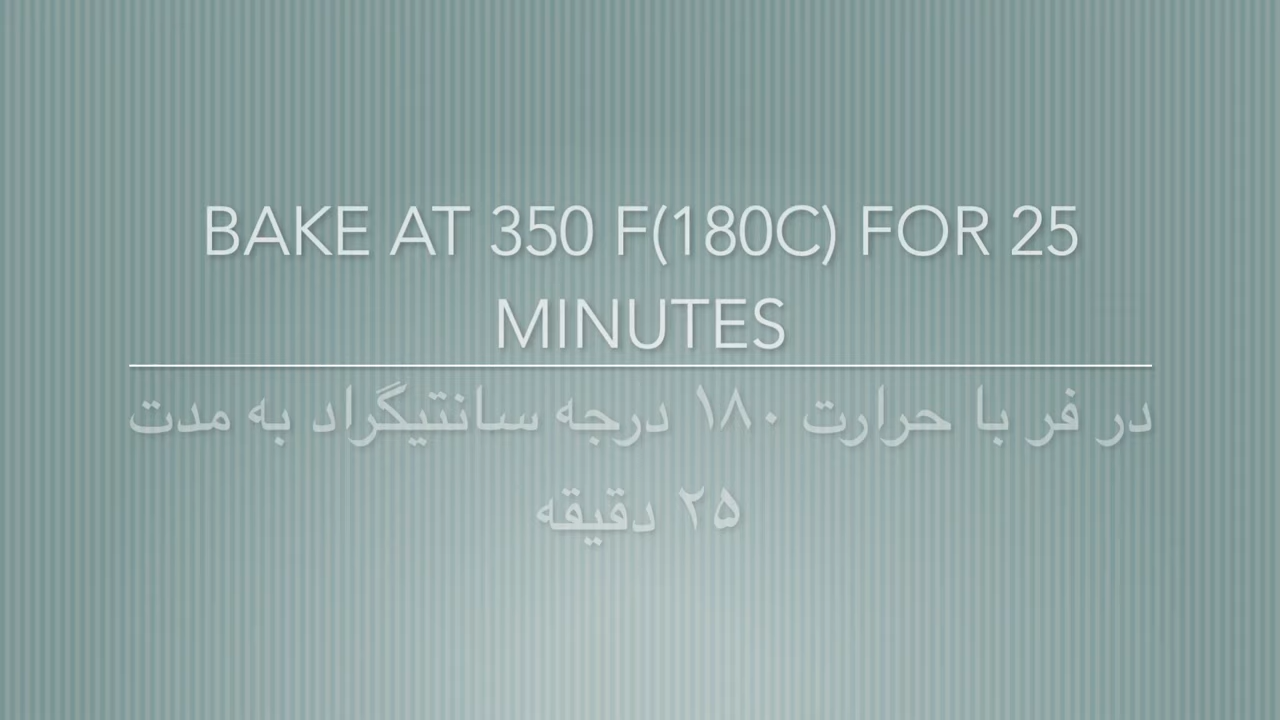 BAKE AT 350 F(180C) FOR 25
MINUTES
در فر با حرارت ۱۸۰ درجه سانتیگراد به مدت
۲۵ دقیقه